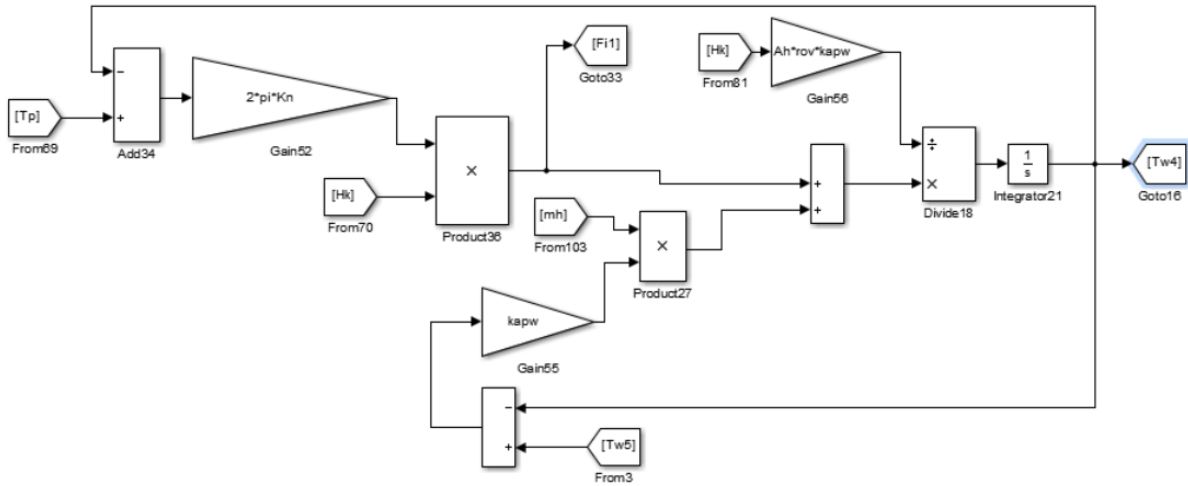 [Tp]
From69
−
+
Add34
2*pi*Kn
Gain52
[Hk]
From70
×
Product36
[Fi1]
Goto33
[Hk]
From81
Ah*rov*kapw
Gain56
[mh]
From103
×
Product27
+
+
÷
×
Divide18
1
s
Integrator21
[Tw4]
Goto16
kapw
Gain55
−
+
[Tw5]
From3